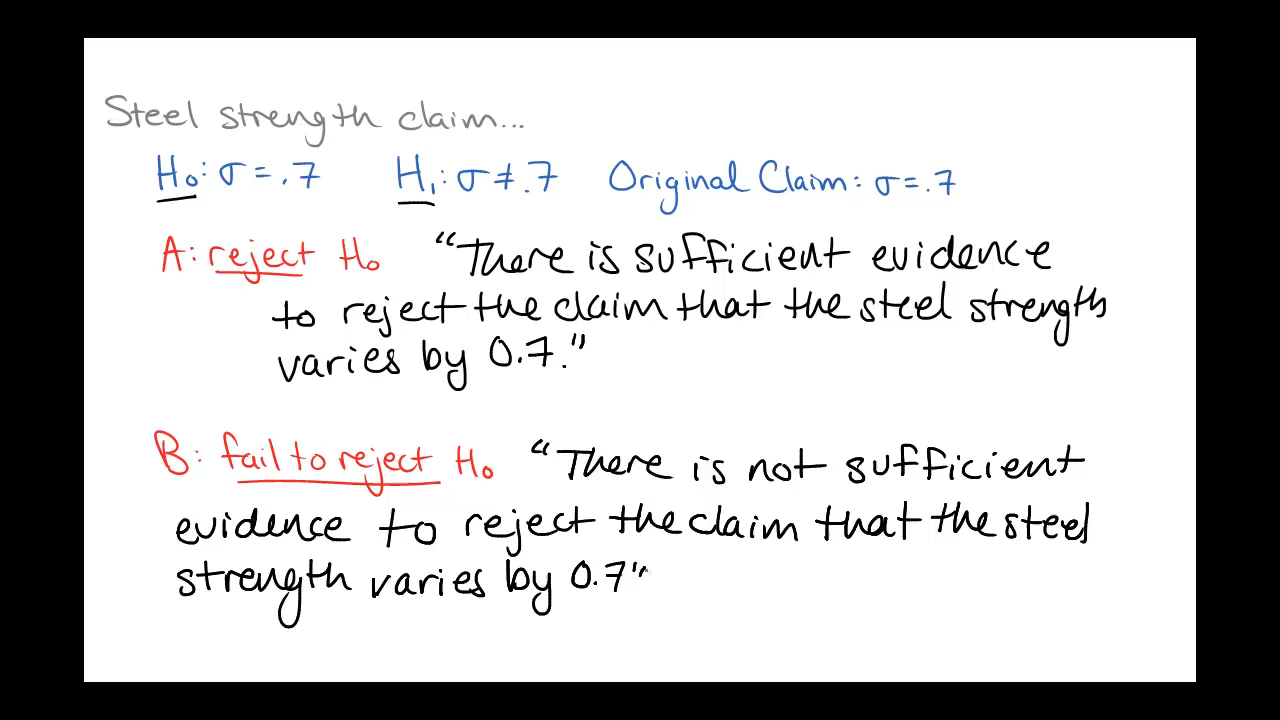 Steel strength claim...
H₀: σ = .7 H₁: σ ≠ .7 Original Claim: σ = .7
A: reject H₀ "There is sufficient evidence
to reject the claim that the steel strength
varies by 0.7."
B: fail to reject H₀ "There is not sufficient
evidence to reject the claim that the steel
strength varies by 0.7"